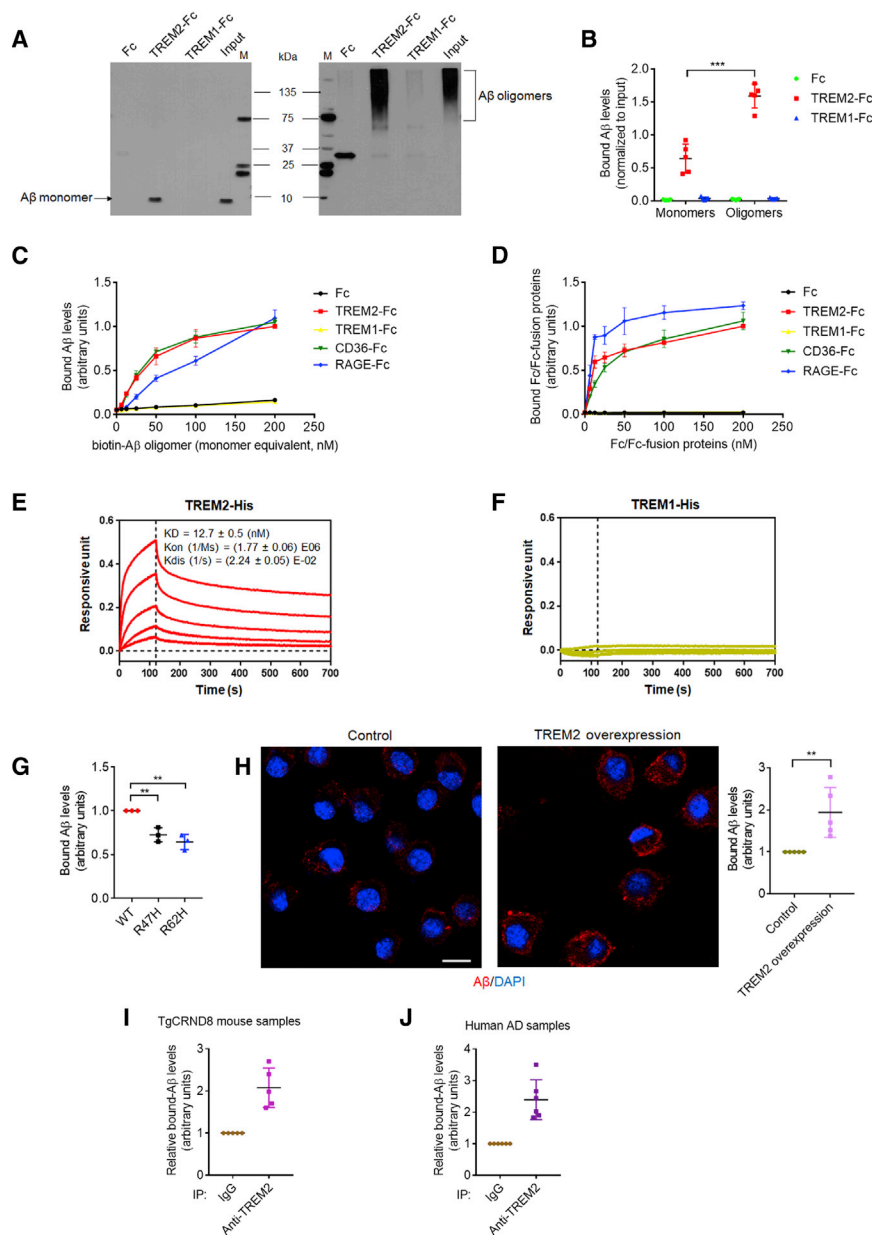 A
Fc
TREM2-Fc
TREM1-Fc
Input
M
kDa
M
Fc
TREM2-Fc
TREM1-Fc
Input
135
75
37
25
10
Aβ monomer
Aβ oligomers
B
Bound Aβ levels
(normalized to input)
2.0
1.5
1.0
0.5
0.0
***
Monomers Oligomers
Fc
TREM2-Fc
TREM1-Fc
C
Bound Aβ levels
(arbitrary units)
1.5
1.0
0.5
0.0
0 50 100 150 200 250
biotin-Aβ oligomer (monomer equivalent, nM)
Fc
TREM2-Fc
TREM1-Fc
CD36-Fc
RAGE-Fc
D
Bound Fc/Fc-fusion proteins
(arbitrary units)
1.5
1.0
0.5
0.0
0 50 100 150 200 250
Fc/Fc-fusion proteins (nM)
Fc
TREM2-Fc
TREM1-Fc
CD36-Fc
RAGE-Fc
E
TREM2-His
KD = 12.7 ± 0.5 (nM)
Kon (1/Ms) = (1.77 ± 0.06) E06
Kdis (1/s) = (2.24 ± 0.05) E-02
Responsive unit
0.6
0.4
0.2
0.0
0 100 200 300 400 500 600 700
Time (s)
F
TREM1-His
Responsive unit
0.6
0.4
0.2
0.0
0 100 200 300 400 500 600 700
Time (s)
G
Bound Aβ levels
(arbitrary units)
1.5
1.0
0.5
0.0
**
**
WT
R47H
R62H
H
Control
TREM2 overexpression
Aβ/DAPI
Bound Aβ levels
(arbitrary units)
3
2
1
0
**
Control
TREM2 overexpression
I
TgCRND8 mouse samples
Relative bound-Aβ levels
(arbitrary units)
3
2
1
0
IP:
IgG
Anti-TREM2
J
Human AD samples
Relative bound-Aβ levels
(arbitrary units)
4
3
2
1
0
IP:
IgG
Anti-TREM2